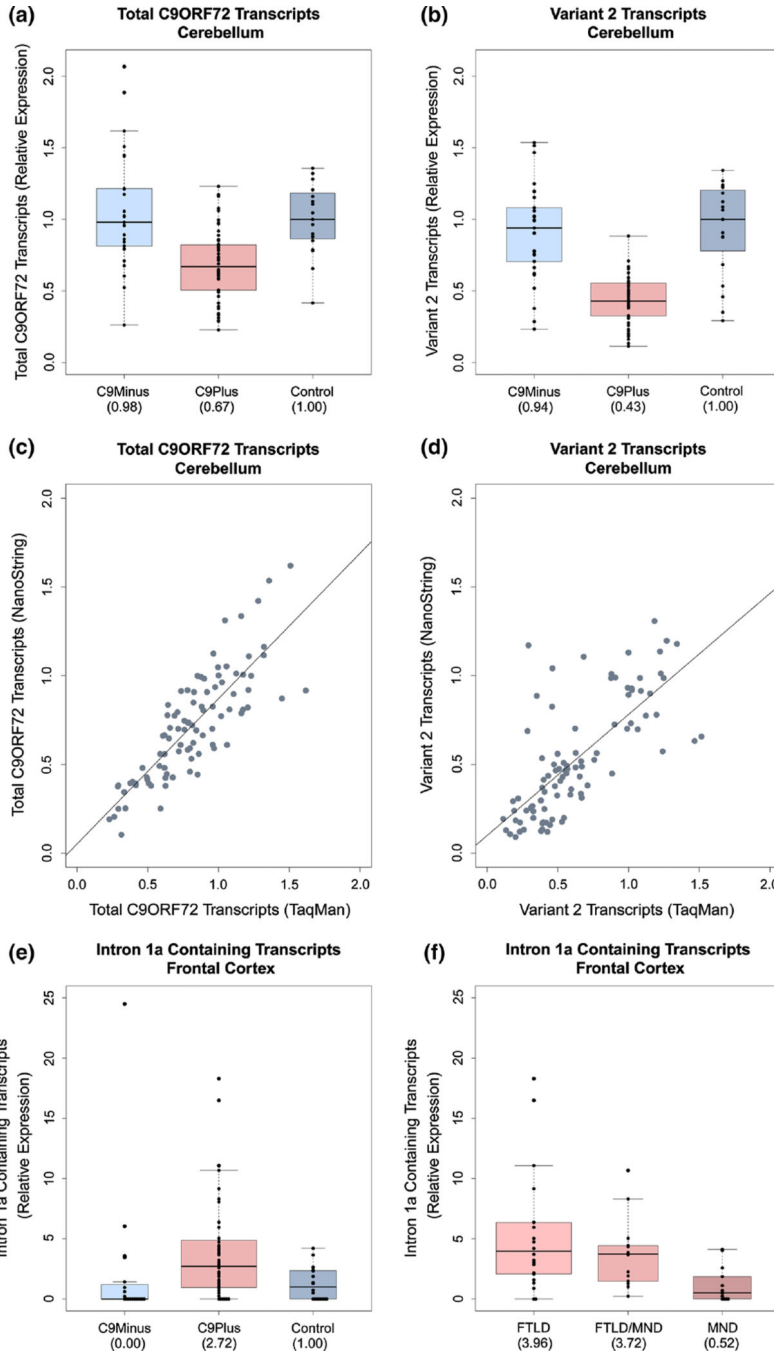 (a)
Total C9ORF72 Transcripts
Cerebellum
Total C9ORF72 Transcripts (Relative Expression)
0.0 0.5 1.0 1.5 2.0
C9Minus C9Plus Control
(0.98) (0.67) (1.00)
(b)
Variant 2 Transcripts
Cerebellum
Variant 2 Transcripts (Relative Expression)
0.0 0.5 1.0 1.5 2.0
C9Minus C9Plus Control
(0.94) (0.43) (1.00)
(c)
Total C9ORF72 Transcripts
Cerebellum
Total C9ORF72 Transcripts (NanoString)
0.0 0.5 1.0 1.5 2.0
0.0 0.5 1.0 1.5 2.0
Total C9ORF72 Transcripts (TaqMan)
(d)
Variant 2 Transcripts
Cerebellum
Variant 2 Transcripts (NanoString)
0.0 0.5 1.0 1.5 2.0
0.0 0.5 1.0 1.5 2.0
Variant 2 Transcripts (TaqMan)
(e)
Intron 1a Containing Transcripts
Frontal Cortex
Intron 1a Containing Transcripts
(Relative Expression)
0 5 10 15 20 25
C9Minus C9Plus Control
(0.00) (2.72) (1.00)
(f)
Intron 1a Containing Transcripts
Frontal Cortex
Intron 1a Containing Transcripts
(Relative Expression)
0 5 10 15 20 25
FTLD FTLD/MND MND
(3.96) (3.72) (0.52)